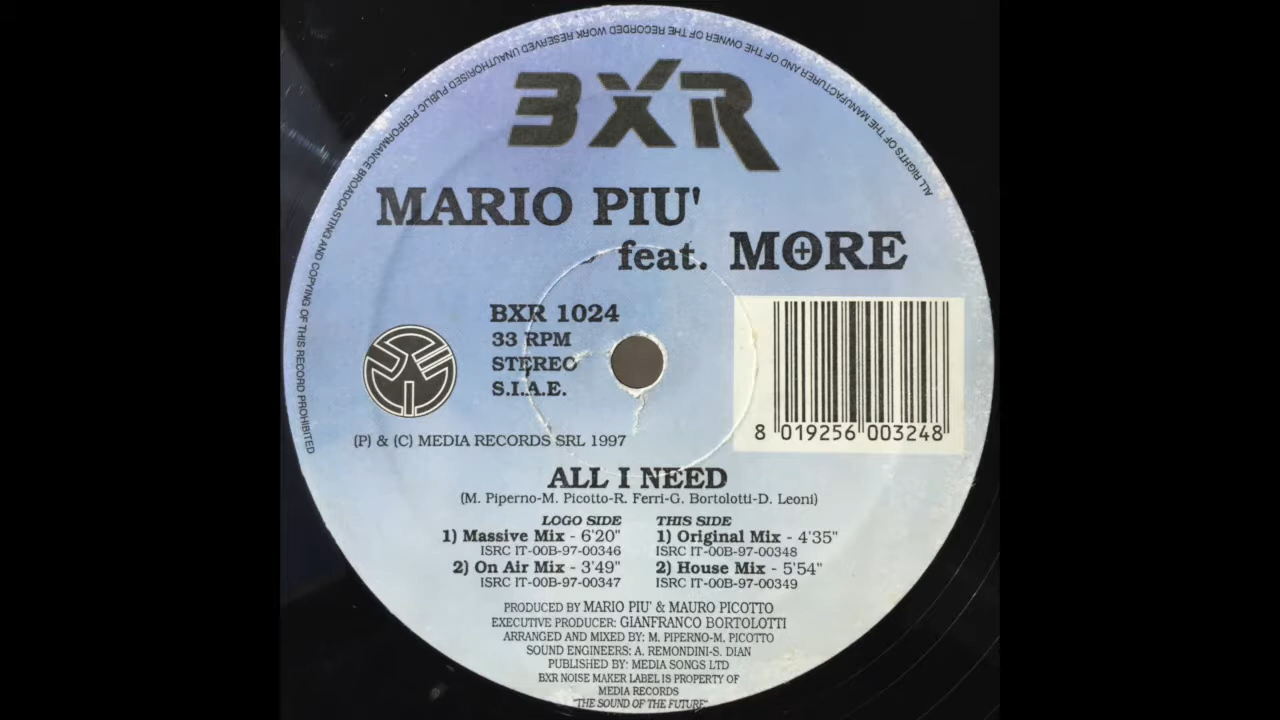 UNAUTHORISED PUBLIC PERFORMANCE BROADCASTING AND COPYING OF THIS RECORD PROHIBITED
ALL RIGHTS OF THE MANUFACTURER AND OF THE OWNER OF THE RECORDED WORK RESERVED
BXR
MARIO PIU'
feat. MORE
BXR 1024
33 RPM
STEREO
S.I.A.E.
8 019256 003248
(P) & (C) MEDIA RECORDS SRL 1997
ALL I NEED
(M. Piperno-M. Picotto-R. Ferri-G. Bortolotti-D. Leoni)
LOGO SIDE THIS SIDE
1) Massive Mix - 6'20" 1) Original Mix - 4'35"
ISRC IT-00B-97-00346 ISRC IT-00B-97-00348
2) On Air Mix - 3'49" 2) House Mix - 5'54"
ISRC IT-00B-97-00347 ISRC IT-00B-97-00349
PRODUCED BY MARIO PIU' & MAURO PICOTTO
EXECUTIVE PRODUCER: GIANFRANCO BORTOLOTTI
ARRANGED AND MIXED BY: M. PIPERNO-M. PICOTTO
SOUND ENGINEERS: A. REMONDINI-S. DIAN
PUBLISHED BY: MEDIA SONGS LTD
BXR NOISE MAKER LABEL IS PROPERTY OF
MEDIA RECORDS
"THE SOUND OF THE FUTURE"